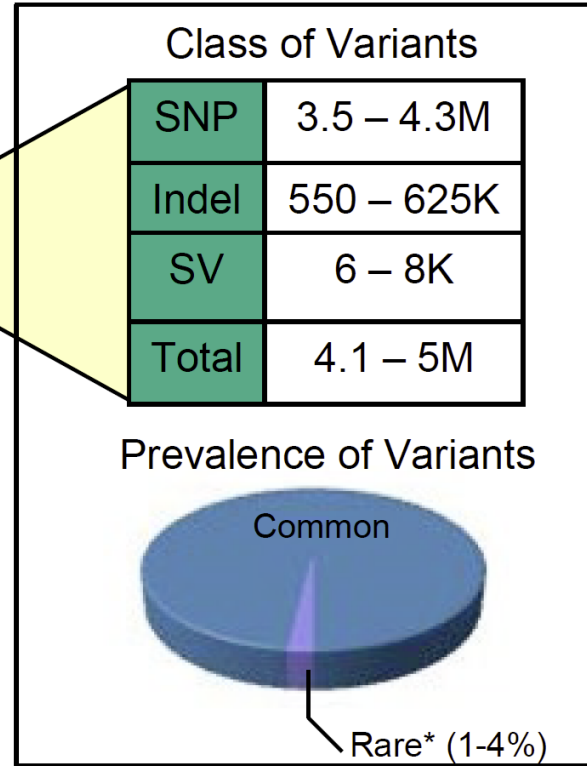 Class of Variants
SNP 3.5 – 4.3M
Indel 550 – 625K
SV 6 – 8K
Total 4.1 – 5M
Prevalence of Variants
Common
Rare* (1-4%)